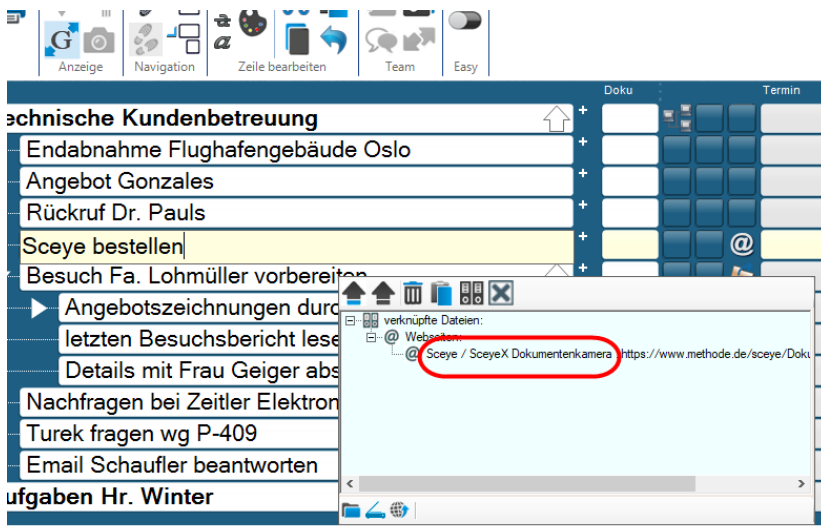 G
a
a
Anzeige Navigation Zeile bearbeiten Team Easy
Doku Termin
echnische Kundenbetreuung
Endabnahme Flughafengebäude Oslo
Angebot Gonzales
Rückruf Dr. Pauls
Sceye bestellen @
Besuch Fa. Lohmüller vorbereiten
Angebotszeichnungen durc
verknüpfte Dateien:
letzten Besuchsbericht lese
@ Webseiten:
@ Sceye / SceyeX Dokumentenkamera https://www.methode.de/sceye/Doku
Details mit Frau Geiger abs
Nachfragen bei Zeitler Elektron
Turek fragen wg P-409
Email Schaufler beantworten
ufgaben Hr. Winter